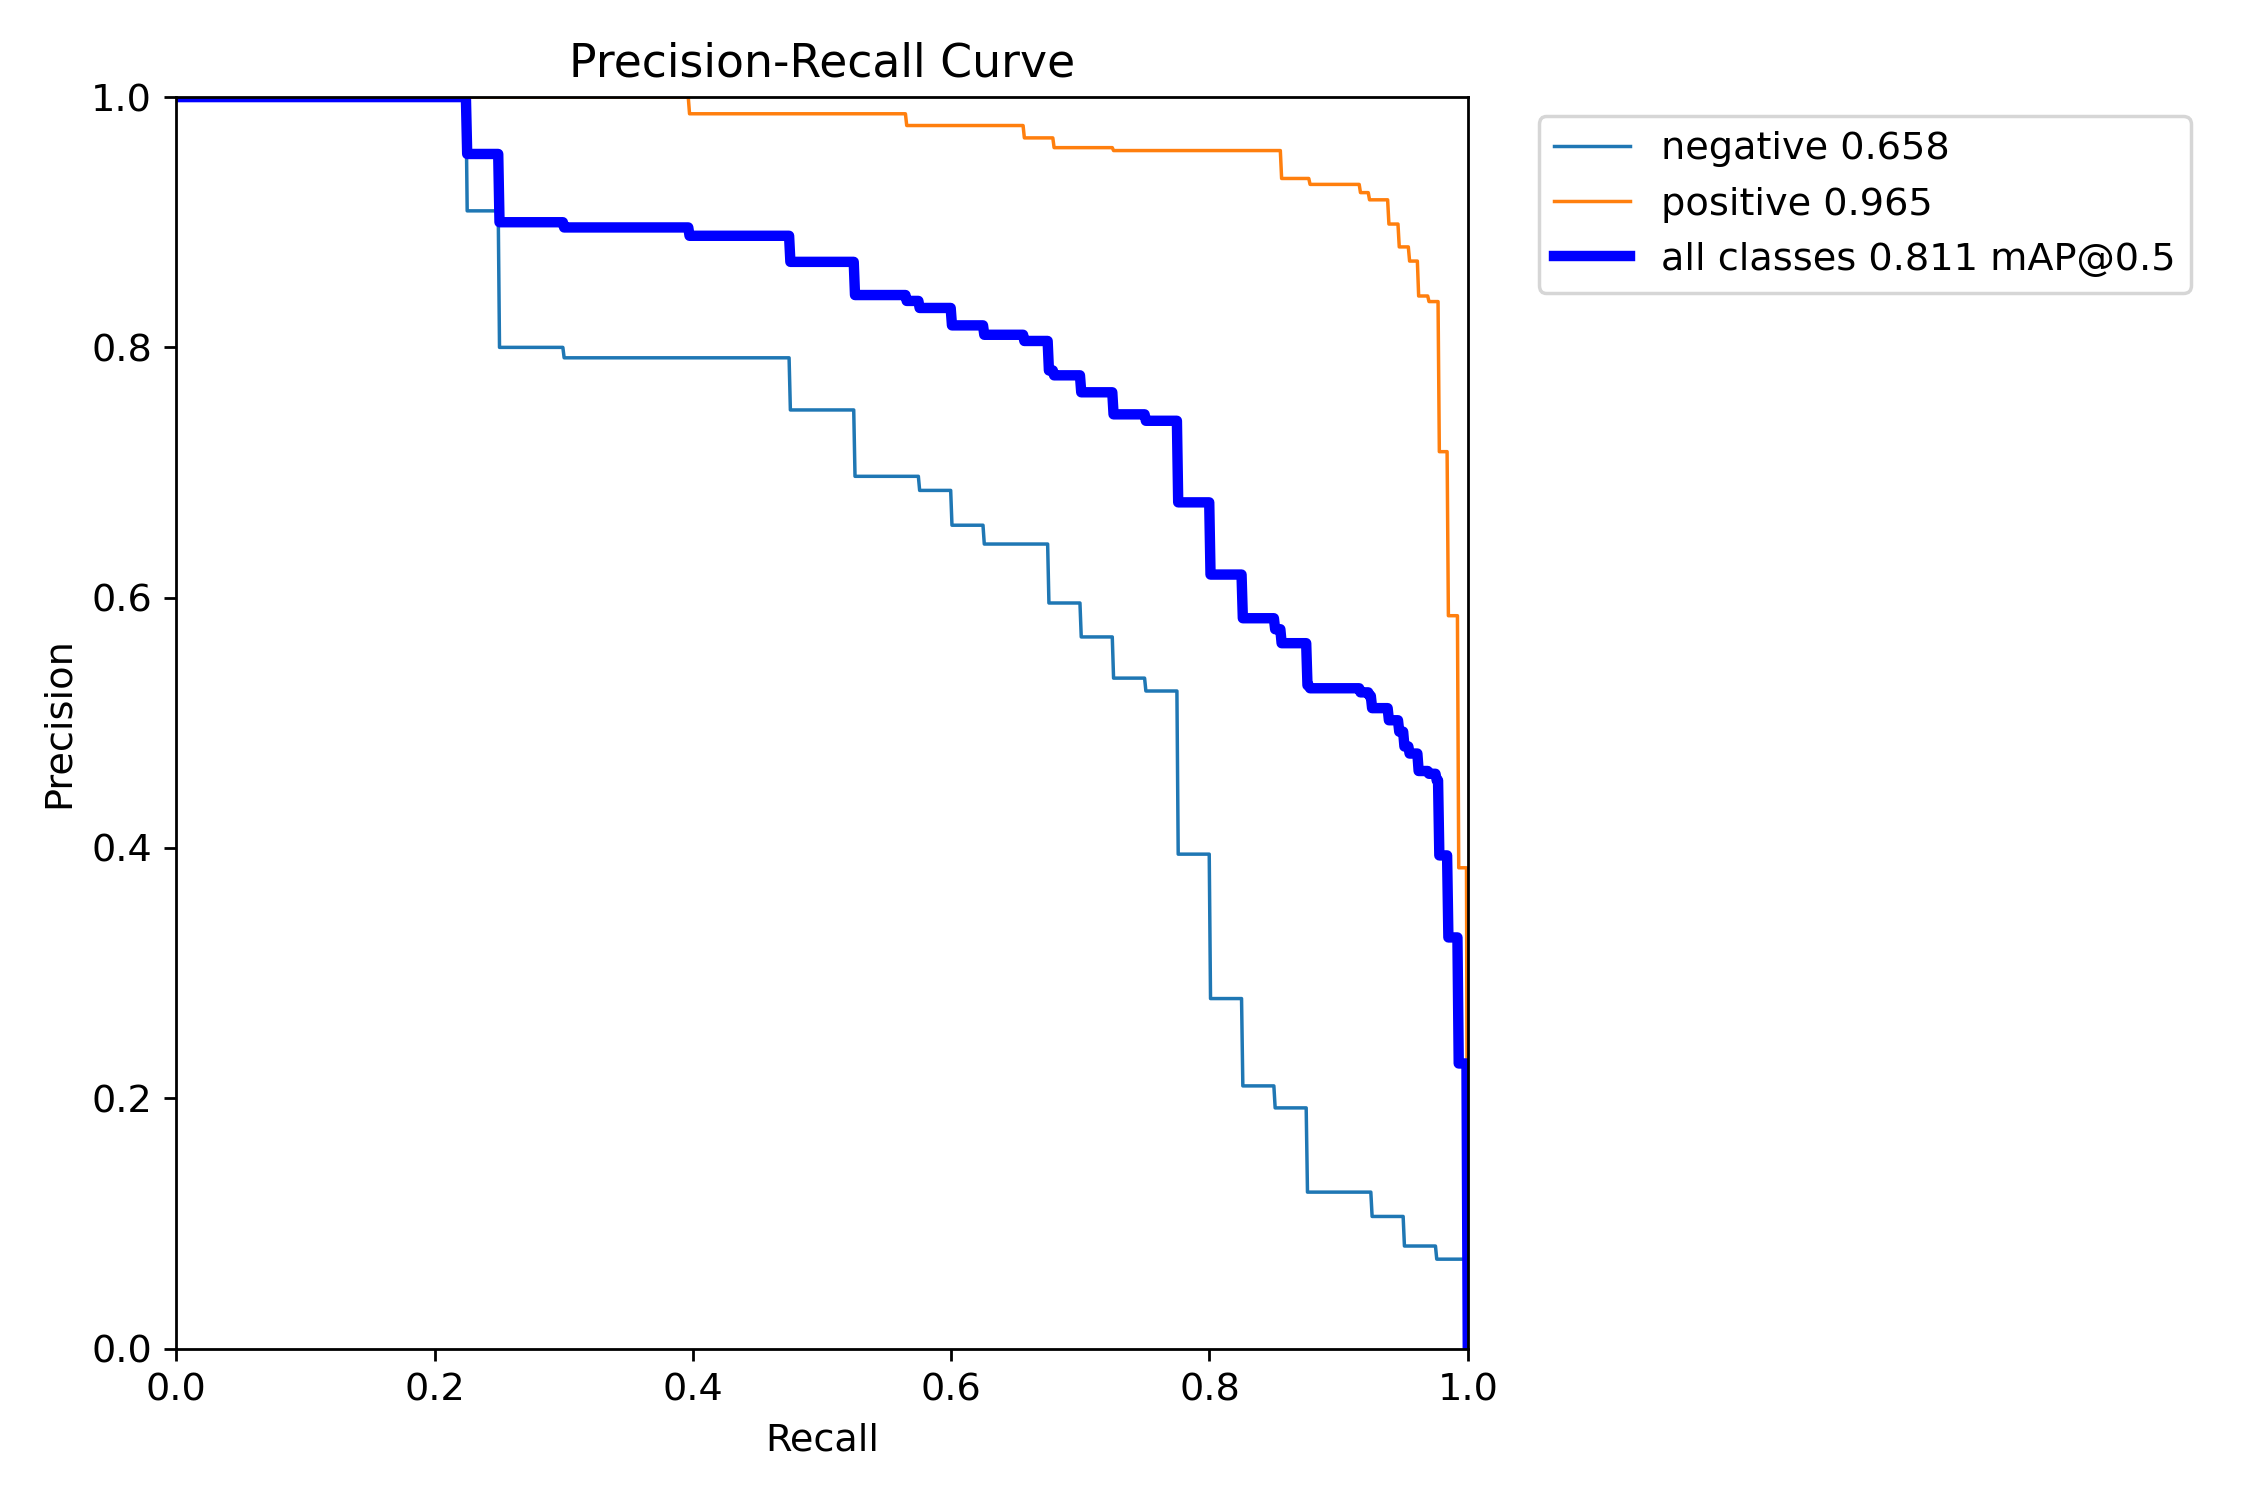 Precision-Recall Curve
1.0
0.8
0.6
0.4
0.2
0.0
Precision
0.0 0.2 0.4 0.6 0.8 1.0
Recall
negative 0.658
positive 0.965
all classes 0.811 mAP@0.5